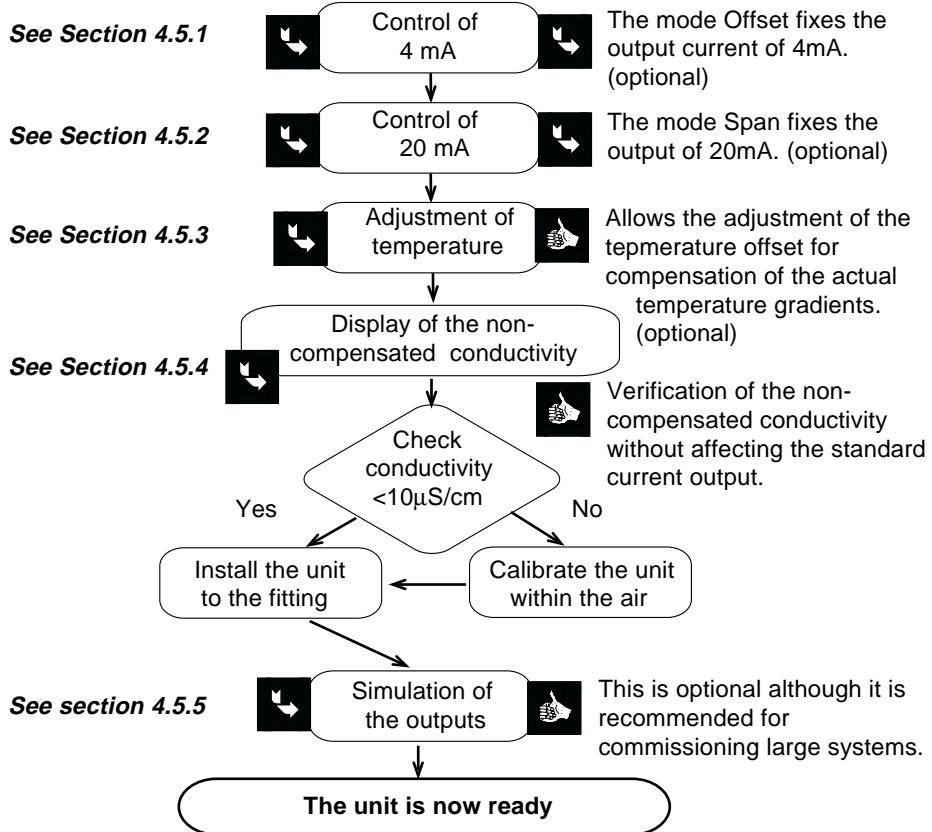 See Section 4.5.1
Control of
4 mA
The mode Offset fixes the
output current of 4mA.
(optional)
See Section 4.5.2
Control of
20 mA
The mode Span fixes the
output of 20mA. (optional)
See Section 4.5.3
Adjustment of
temperature
Allows the adjustment of the
tepmerature offset for
compensation of the actual
temperature gradients.
(optional)
Display of the non-
compensated conductivity
See Section 4.5.4
Verification of the non-
compensated conductivity
without affecting the standard
current output.
Check
conductivity
<10µS/cm
Yes
No
Install the unit
to the fitting
Calibrate the unit
within the air
See section 4.5.5
Simulation of
the outputs
This is optional although it is
recommended for
commissioning large systems.
The unit is now ready